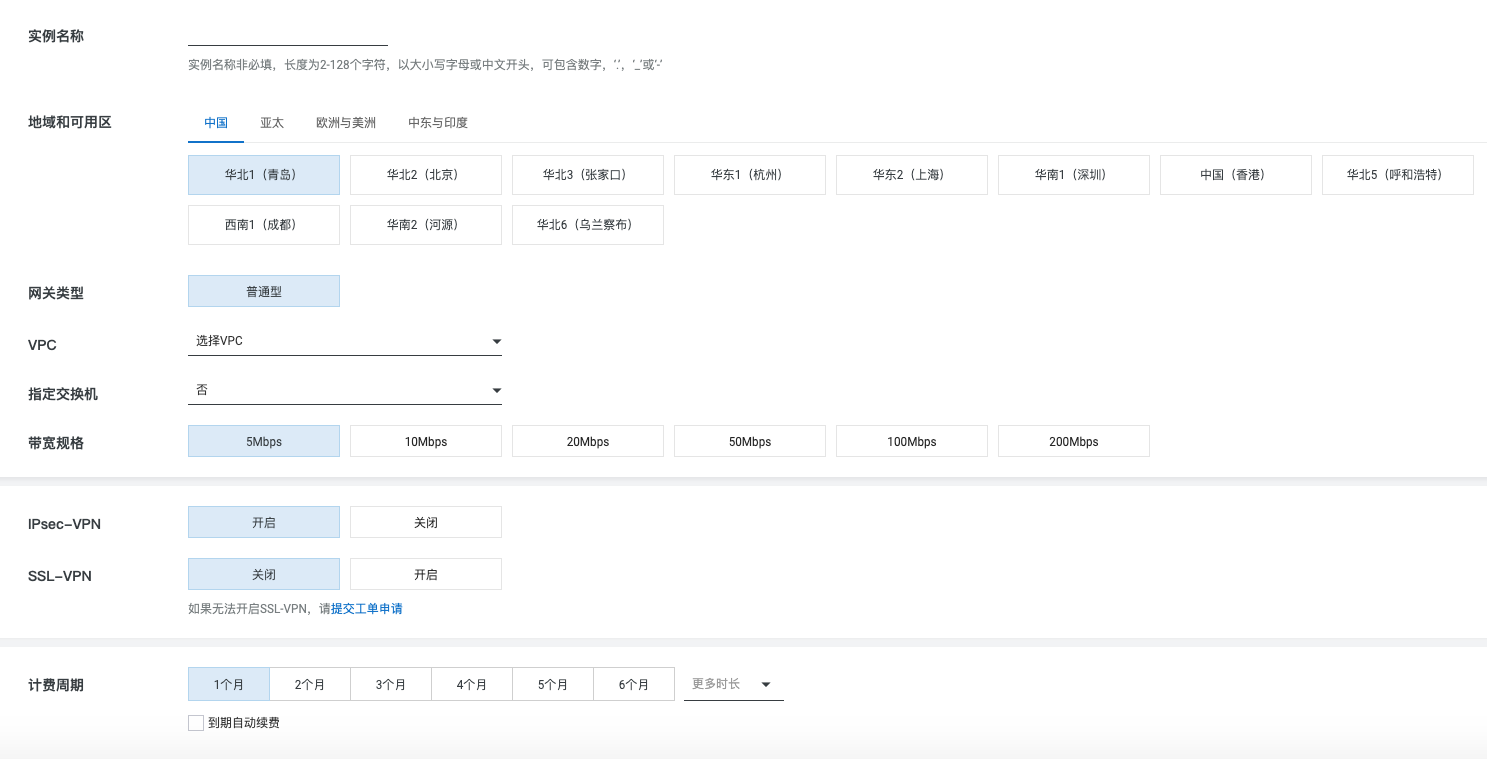 实例名称
实例名称非必填，长度为2-128个字符，以大小写字母或中文开头，可包含数字，'.'，'_'或'-'
地域和可用区
中国 亚太 欧洲与美洲 中东与印度
华北1（青岛） 华北2（北京） 华北3（张家口） 华东1（杭州） 华东2（上海） 华南1（深圳） 中国（香港） 华北5（呼和浩特）
西南1（成都） 华南2（河源） 华北6（乌兰察布）
网关类型 普通型
VPC 选择VPC
指定交换机 否
带宽规格 5Mbps 10Mbps 20Mbps 50Mbps 100Mbps 200Mbps
IPsec-VPN 开启 关闭
SSL-VPN 关闭 开启
如果无法开启SSL-VPN，请提交工单申请
计费周期 1个月 2个月 3个月 4个月 5个月 6个月 更多时长
到期自动续费